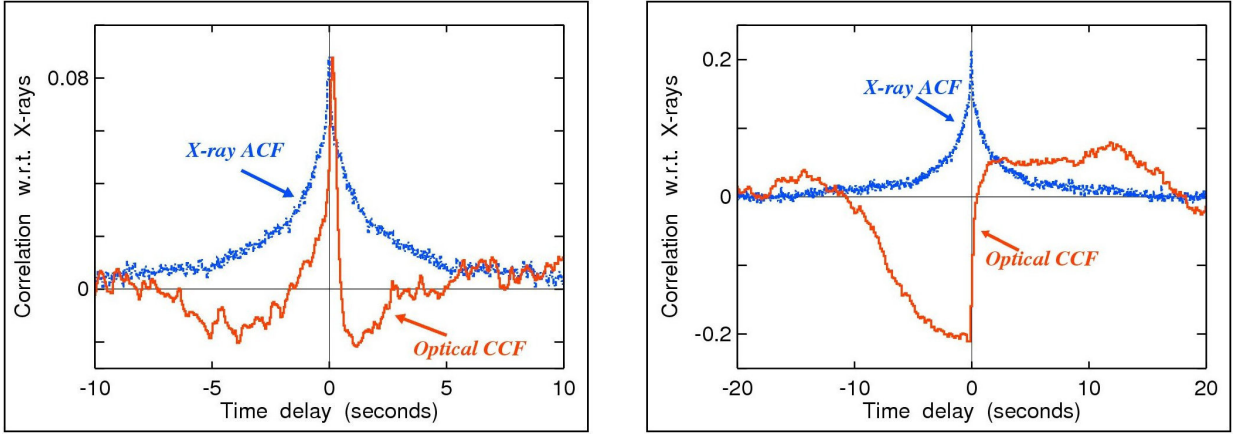 Correlation w.r.t. X-rays
0.08
0
X-ray ACF
Optical CCF
-10 -5 0 5 10
Time delay (seconds)
Correlation w.r.t. X-rays
0.2
0
-0.2
X-ray ACF
Optical CCF
-20 -10 0 10 20
Time delay (seconds)